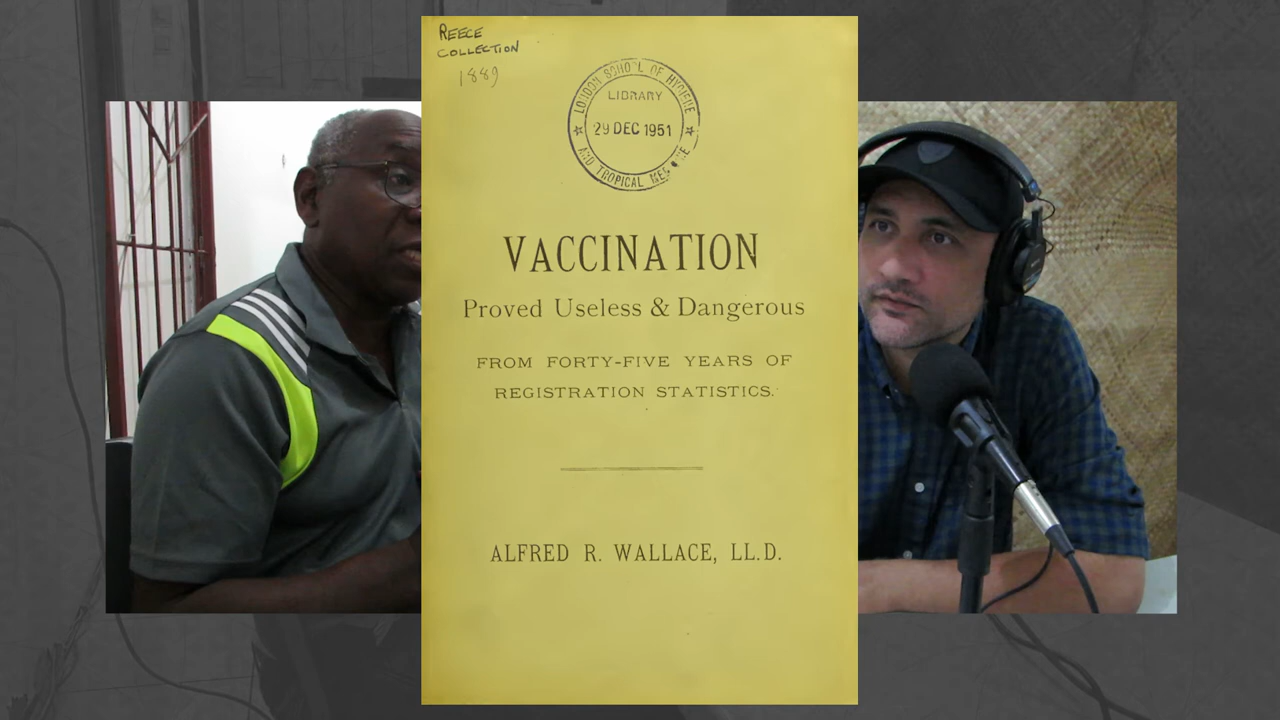 REECE
COLLECTION
1889
LONDON SCHOOL OF HYGIENE
LIBRARY
29 DEC 1951
AND TROPICAL MEDICINE
VACCINATION
Proved Useless & Dangerous
FROM FORTY-FIVE YEARS OF
REGISTRATION STATISTICS.
ALFRED R. WALLACE, LL.D.